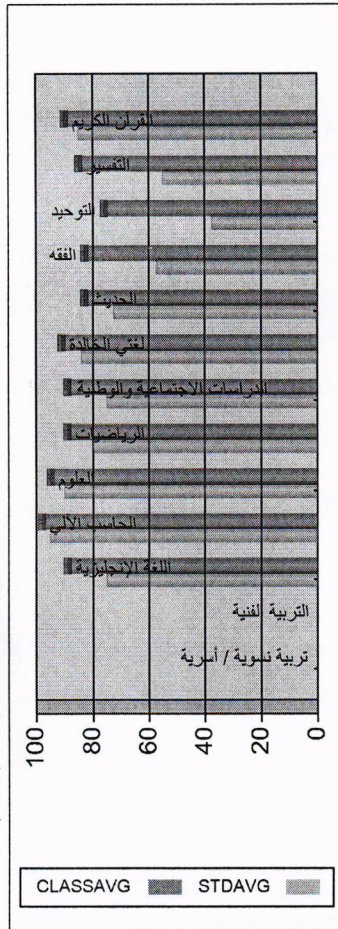 القرآن الكريم
التفسير
التوحيد
الفقه
الحديث
لغتي الخالدة
الدراسات الاجتماعية والوطنية
الرياضيات
العلوم
الحاسب الآلي
اللغة الإنجليزية
التربية الفنية
تربية نسوية / أسرية
100 80 60 40 20 0
CLASSAVG STDAVG